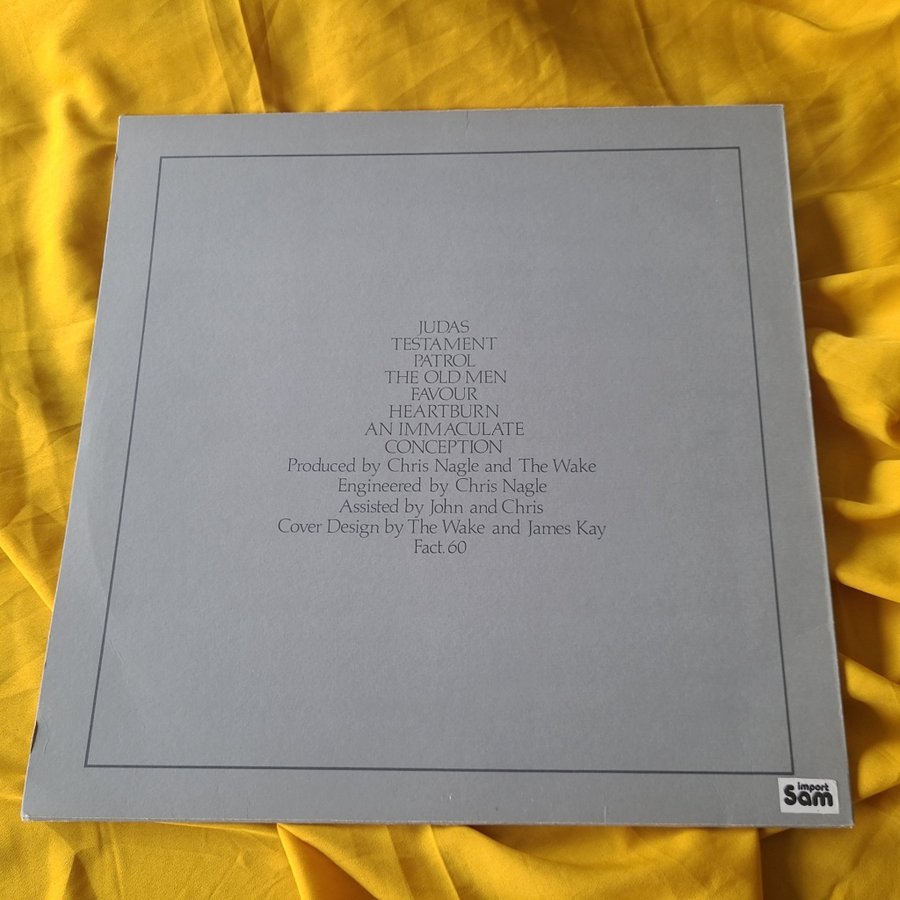 JUDAS
TESTAMENT
PATROL
THE OLD MEN
FAVOUR
HEARTBURN
AN IMMACULATE
CONCEPTION
Produced by Chris Nagle and The Wake
Engineered by Chris Nagle
Assisted by John and Chris
Cover Design by The Wake and James Kay
Fact. 60
import
Sam